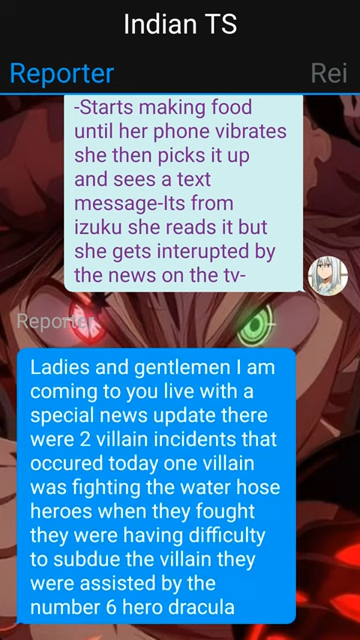 Indian TS
Reporter
Rei
-Starts making food
until her phone vibrates
she then picks it up
and sees a text
message-Its from
izuku she reads it but
she gets interupted by
the news on the tv-
Reporter
Ladies and gentlemen I am
coming to you live with a
special news update there
were 2 villain incidents that
occured today one villain
was fighting the water hose
heroes when they fought
they were having difficulty
to subdue the villain they
were assisted by the
number 6 hero dracula